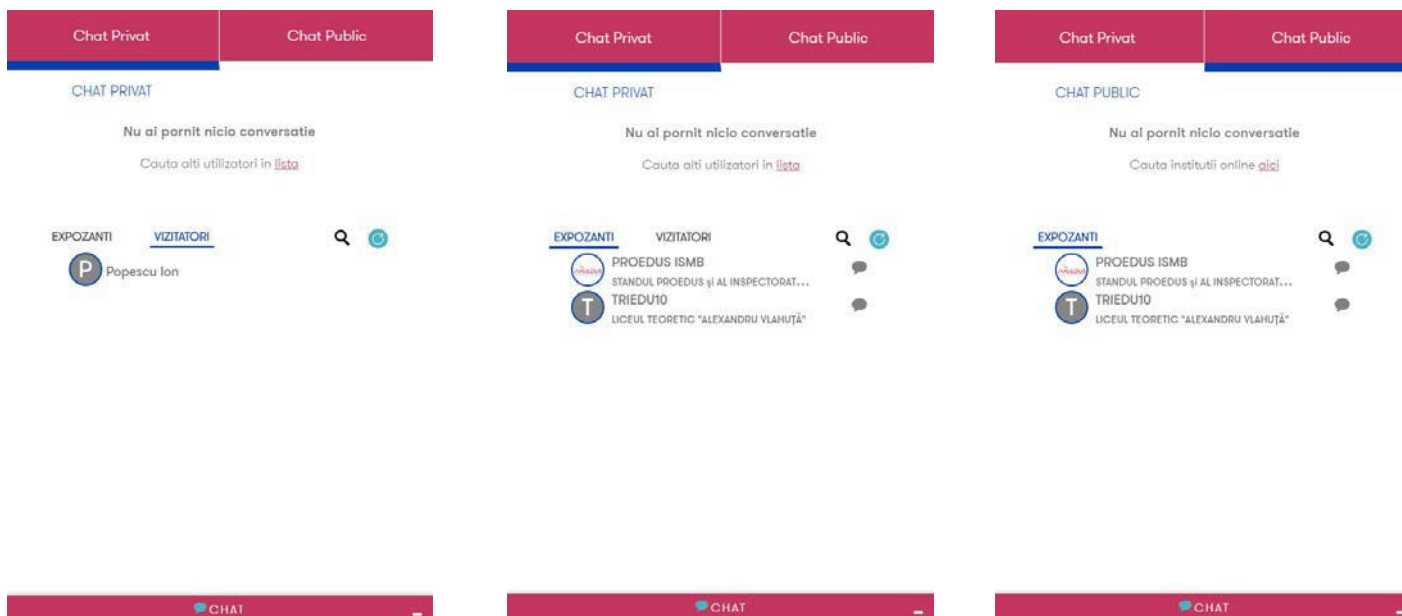 Chat Privat
Chat Public
CHAT PRIVAT
Nu ai pornit nicio conversatie
Cauta alti utilizatori in lista
EXPOZANTI VIZITATORI
P Popescu Ion
CHAT
Chat Privat
Chat Public
CHAT PRIVAT
Nu ai pornit nicio conversatie
Cauta alti utilizatori in lista
EXPOZANTI VIZITATORI
PROEDUS ISMB
STANDUL PROEDUS și AL INSPECTORAT...
T TRIEDU10
LICEUL TEORETIC "ALEXANDRU VLAHUȚĂ"
CHAT
Chat Privat
Chat Public
CHAT PUBLIC
Nu ai pornit nicio conversatie
Cauta institutii online aici
EXPOZANTI
PROEDUS ISMB
STANDUL PROEDUS și AL INSPECTORAT...
T TRIEDU10
LICEUL TEORETIC "ALEXANDRU VLAHUȚĂ"
CHAT